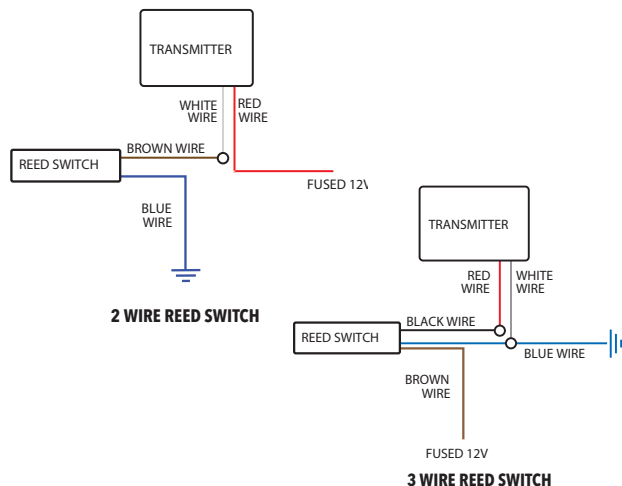 TRANSMITTER
WHITE
WIRE
RED
WIRE
BROWN WIRE
REED SWITCH
FUSED 12V
BLUE
WIRE
2 WIRE REED SWITCH
TRANSMITTER
RED
WIRE
WHITE
WIRE
BLACK WIRE
REED SWITCH
BLUE WIRE
BROWN
WIRE
FUSED 12V
3 WIRE REED SWITCH